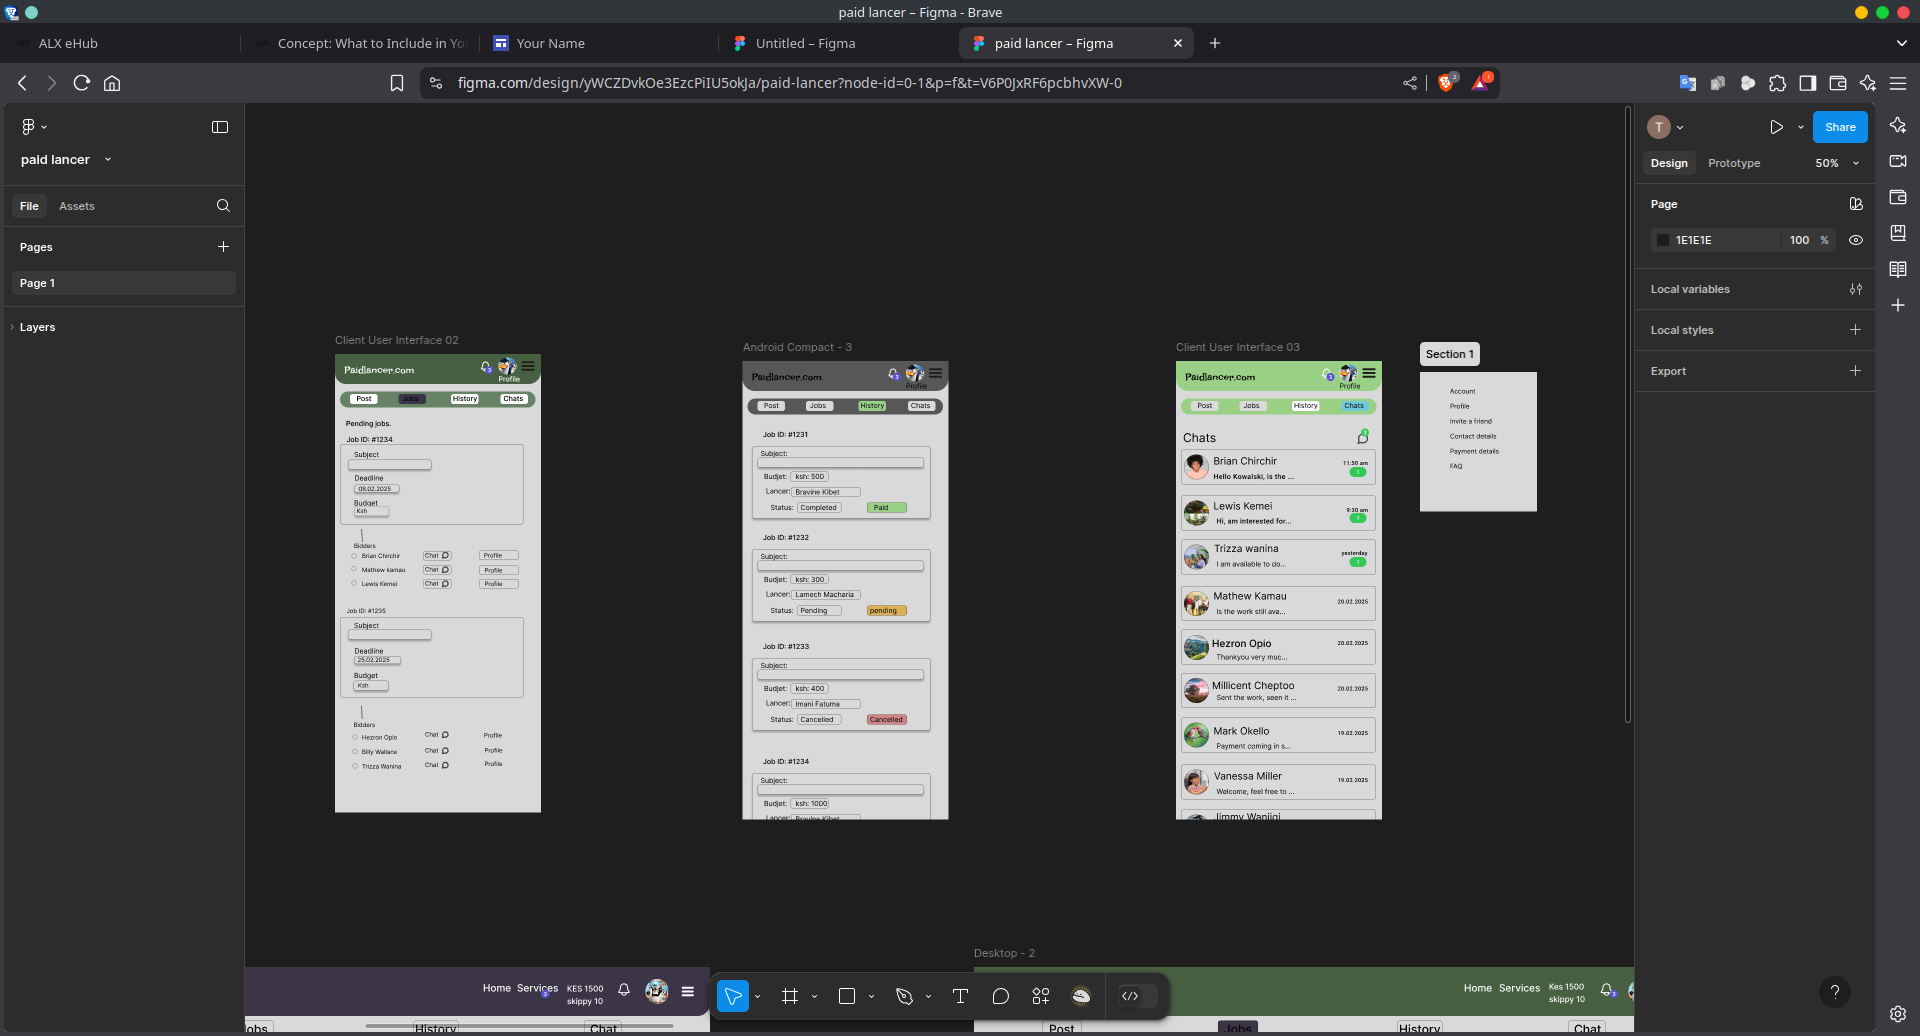 paid lancer – Figma - Brave
ALX eHub
Concept: What to Include in Yo
Your Name
Untitled – Figma
paid lancer – Figma
figma.com/design/yWCZDvkOe3EzcPiIU5okJa/paid-lancer?node-id=0-1&p=f&t=V6P0JxRF6pcbhvXW-0
paid lancer
File
Assets
Pages
Page 1
Layers
Client User Interface 02
Paidlancer.com
Profile
Post
Jobs
History
Chats
Pending jobs.
Job ID: #1234
Subject
Deadline
08.02.2025
Budget
Ksh
Bidders
Brian Chirchir
Chat
Profile
Mathew kamau
Chat
Profile
Lewis Kemei
Chat
Profile
Job ID: #1235
Subject
Deadline
25.02.2025
Budget
Ksh
Bidders
Hezron Opio
Chat
Profile
Billy Wallace
Chat
Profile
Trizza Wanina
Chat
Profile
Android Compact - 3
Paidlancer.com
Profile
Post
Jobs
History
Chats
Job ID: #1231
Subject:
Budjet: ksh: 500
Lancer: Bravine Kibet
Status: Completed
Paid
Job ID: #1232
Subject:
Budjet: ksh: 300
Lancer: Lamech Macharia
Status: Pending
pending
Job ID: #1233
Subject:
Budjet: ksh: 400
Lancer: Imani Fatuma
Status: Cancelled
Cancelled
Job ID: #1234
Subject:
Budjet: ksh: 1000
Lancer: Bravine Kibet
Client User Interface 03
Paidlancer.com
Profile
Post
Jobs
History
Chats
Chats
Brian Chirchir
11:50 am
Hello Kowalski, is the ...
1
Lewis Kemei
9:30 am
Hi, am interested for...
1
Trizza wanina
yesterday
I am available to do...
1
Mathew Kamau
20.02.2025
Is the work still ava...
Hezron Opio
20.02.2025
Thankyou very muc...
Millicent Cheptoo
20.02.2025
Sent the work, seen it ...
Mark Okello
19.02.2025
Payment coming in s...
Vanessa Miller
19.02.2025
Welcome, feel free to ...
Jimmy Wanjigi
Section 1
Account
Profile
Invite a friend
Contact details
Payment details
FAQ
Home
Services
KES 1500
skippy 10
History
Chat
Desktop - 2
Home
Services
Kes 1500
skippy 10
Post
Jobs
History
Chat
T
Share
Design
Prototype
50%
Page
1E1E1E
100
%
Local variables
Local styles
Export
?